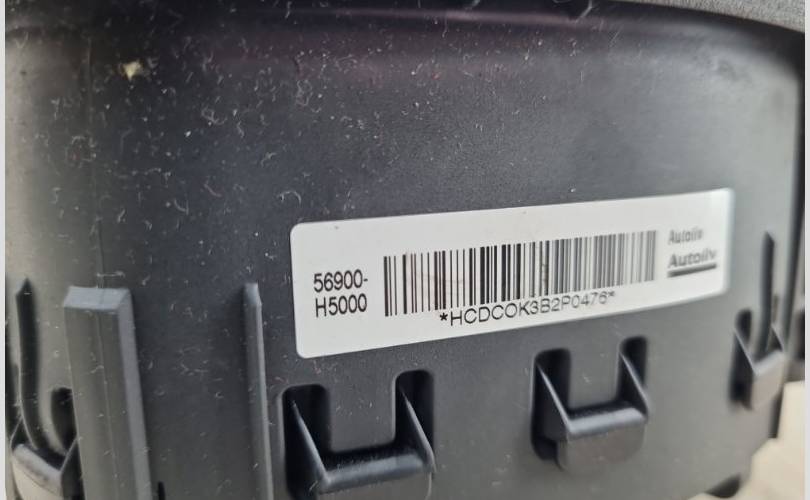 56900-
H5000
*HCDCOK3B2P0476*
Autoliv
Autoliv